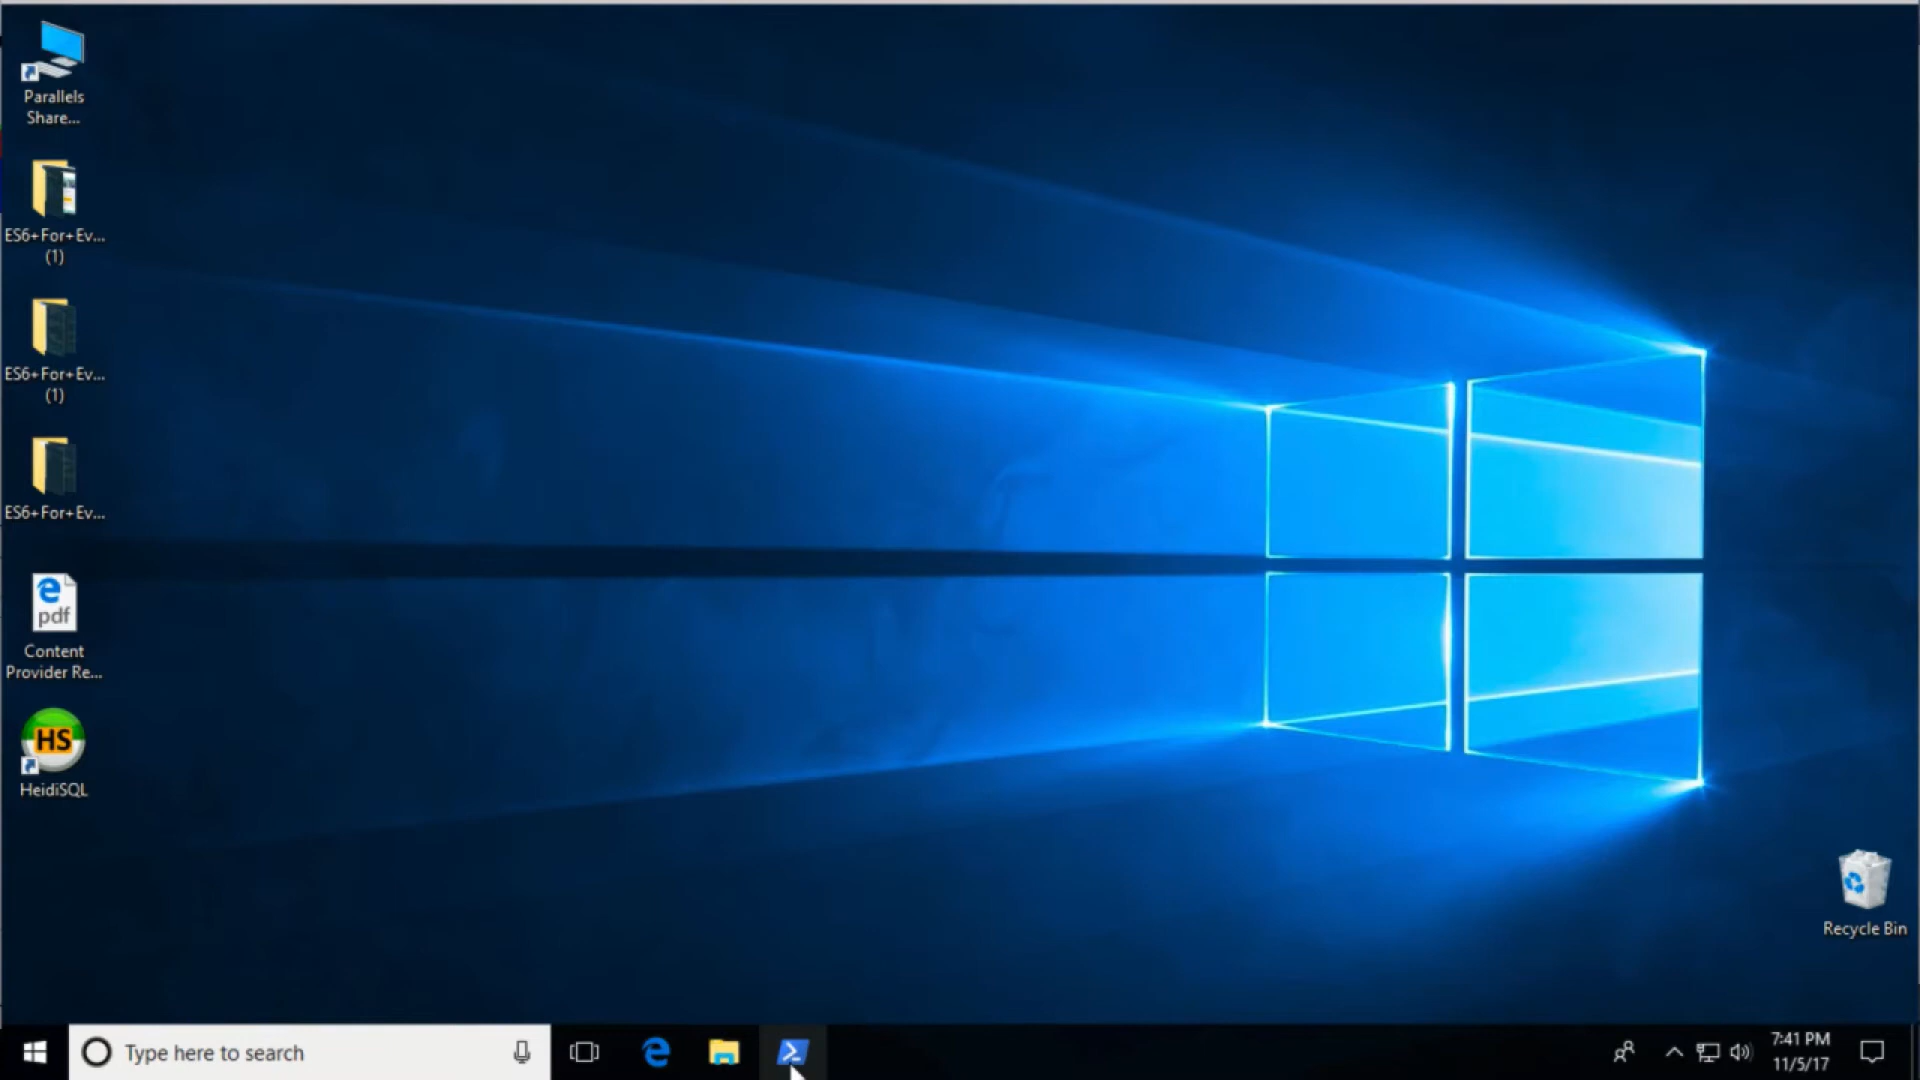 Parallels
Share...
ES6+For+Ev...
(1)
ES6+For+Ev...
(1)
ES6+For+Ev...
pdf
Content
Provider Re...
HS
HeidiSQL
Recycle Bin
Type here to search
7:41 PM
11/5/17